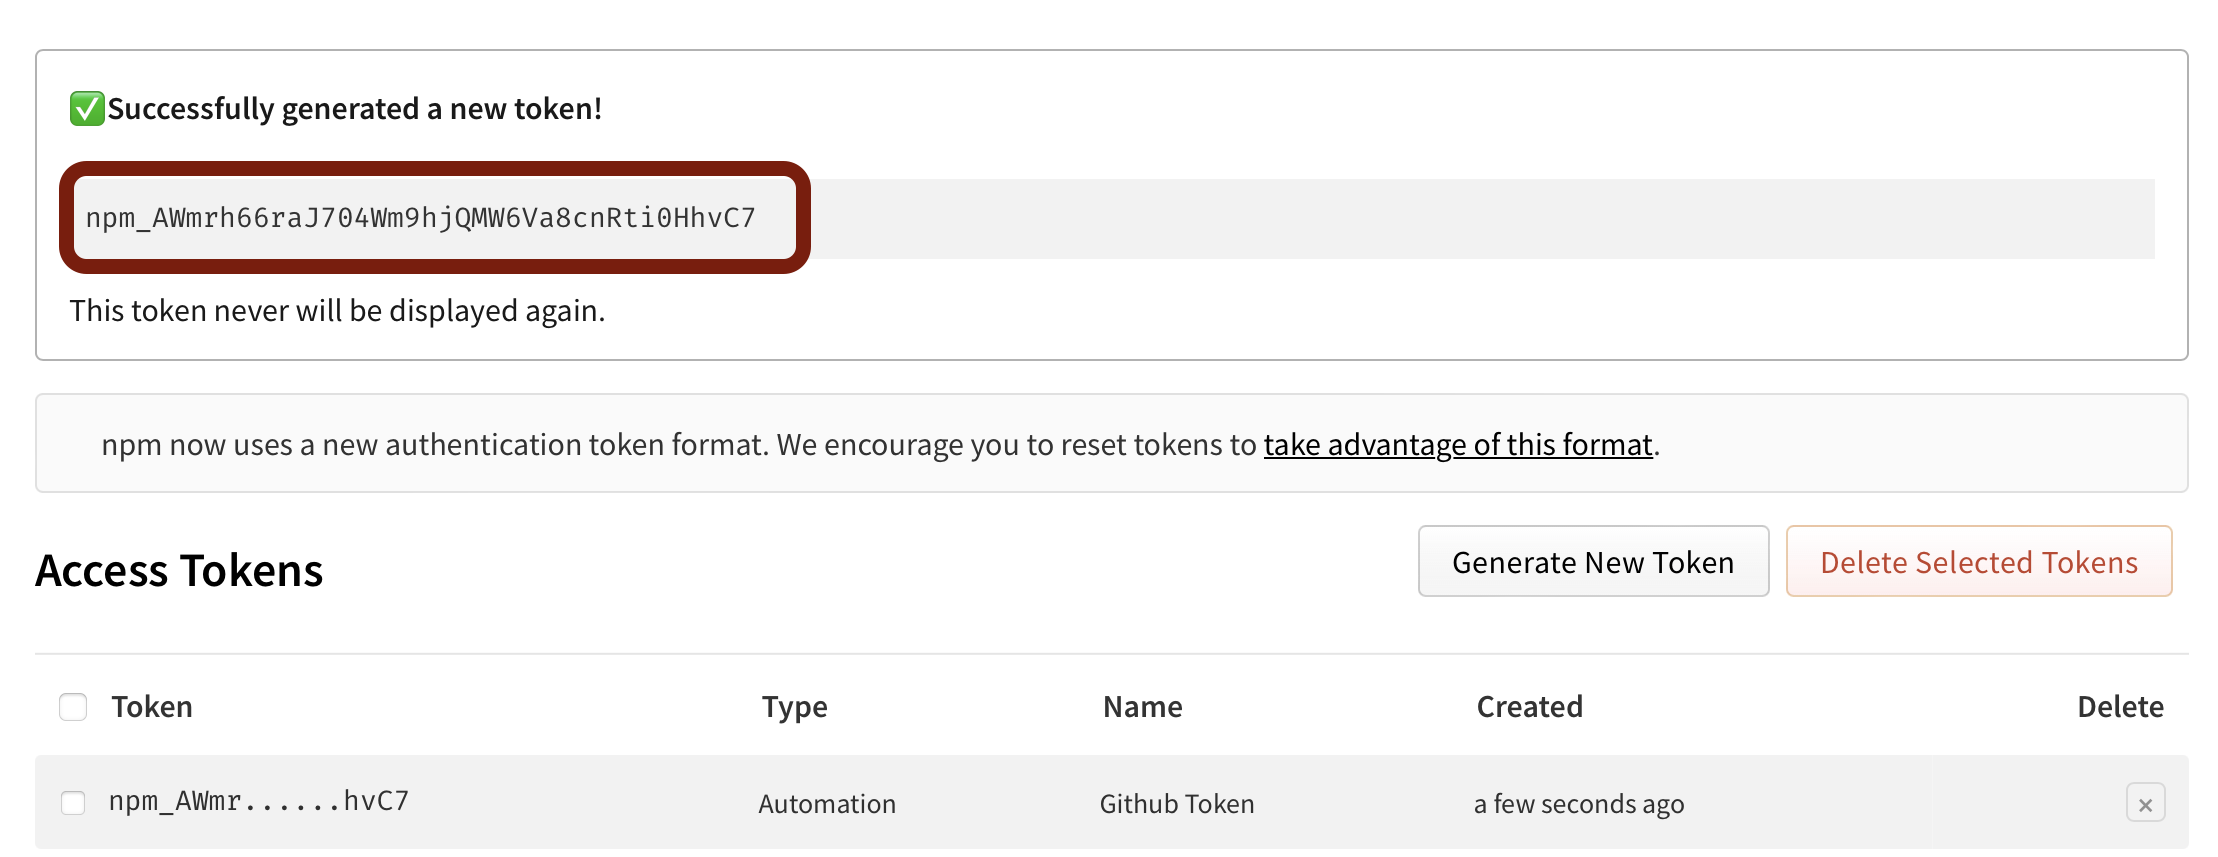 ✅Successfully generated a new token!
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
This token never will be displayed again.
npm now uses a new authentication token format. We encourage you to reset tokens to take advantage of this format.
Access Tokens
Generate New Token
Delete Selected Tokens
Token Type Name Created Delete
npm_AWmr......hvC7 Automation Github Token a few seconds ago ×